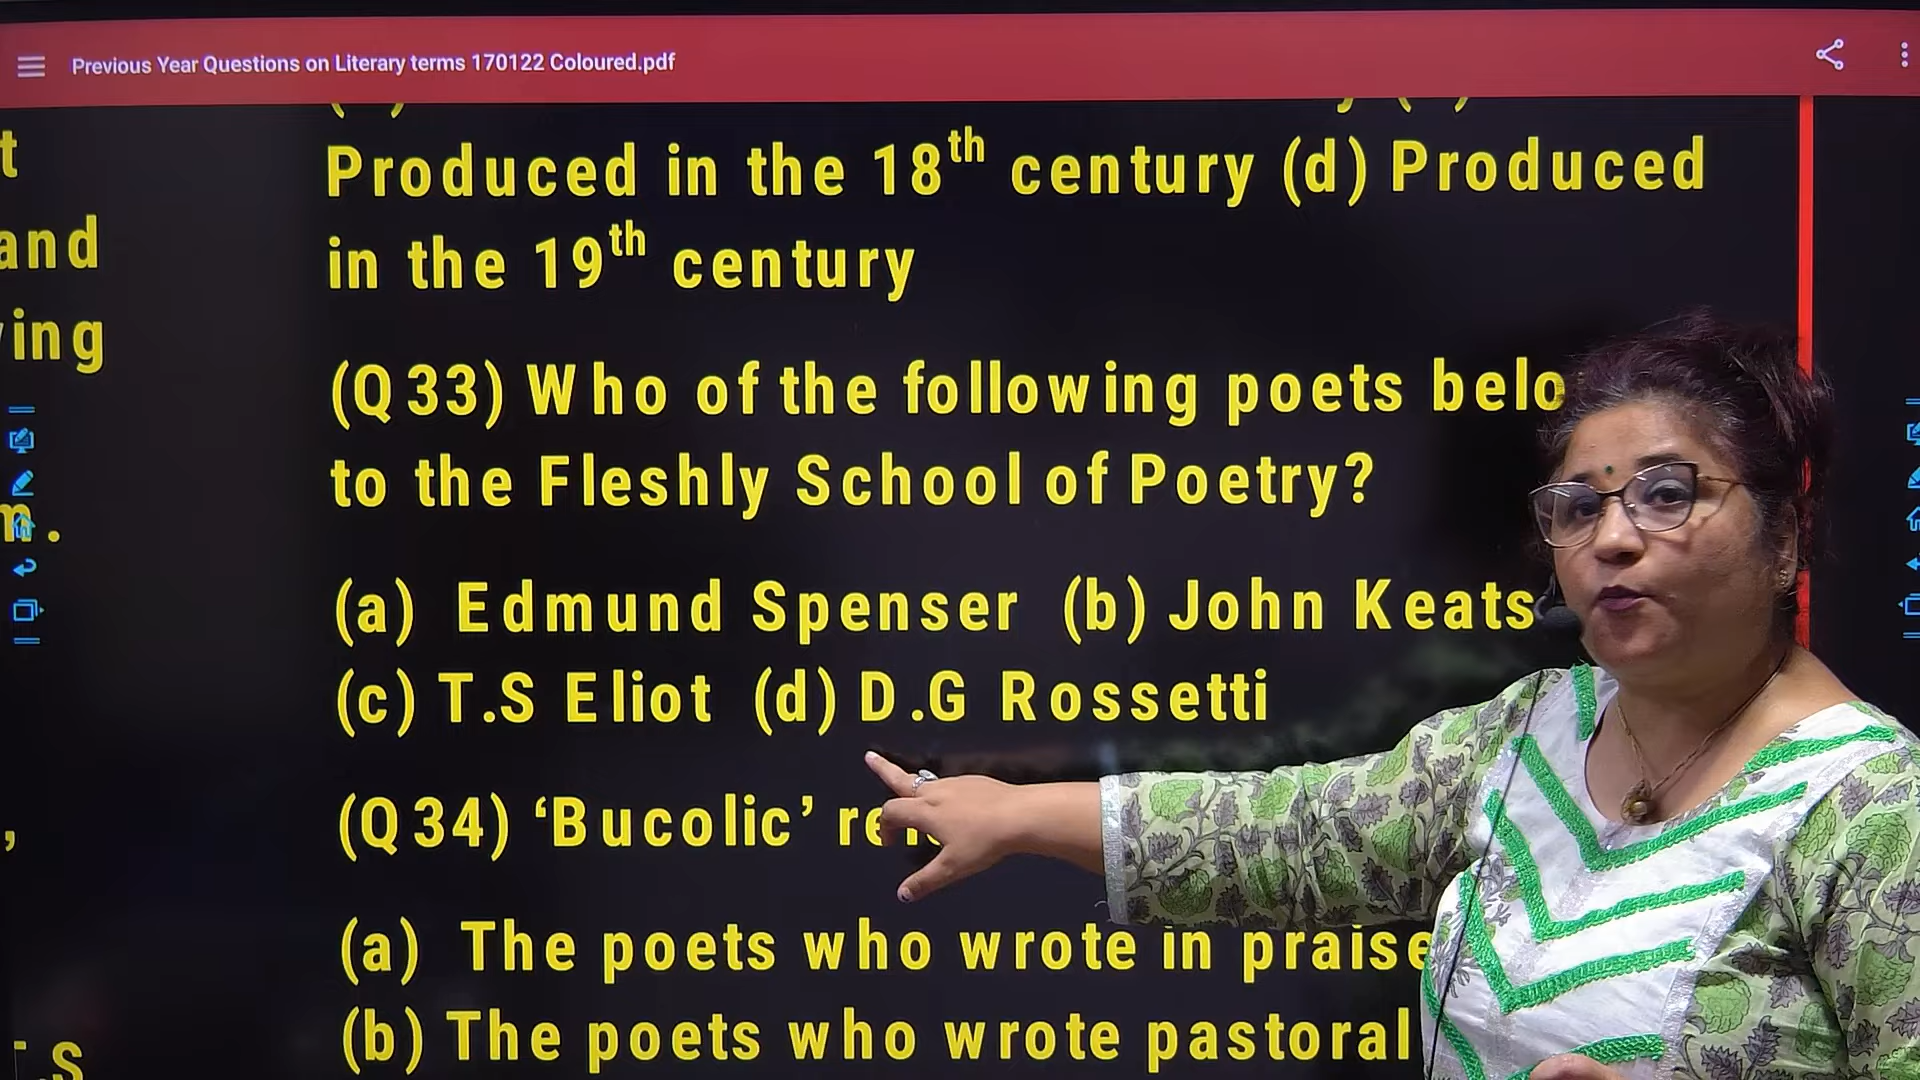 Previous Year Questions on Literary terms 170122 Coloured.pdf
t
and
ing
m.
,
.S
Produced in the 18th century (d) Produced
in the 19th century
(Q33) Who of the following poets belo
to the Fleshly School of Poetry?
(a) Edmund Spenser (b) John Keats
(c) T.S Eliot (d) D.G Rossetti
(Q34) ‘Bucolic’
(a) The poets who wrote in praise
(b) The poets who wrote pastoral